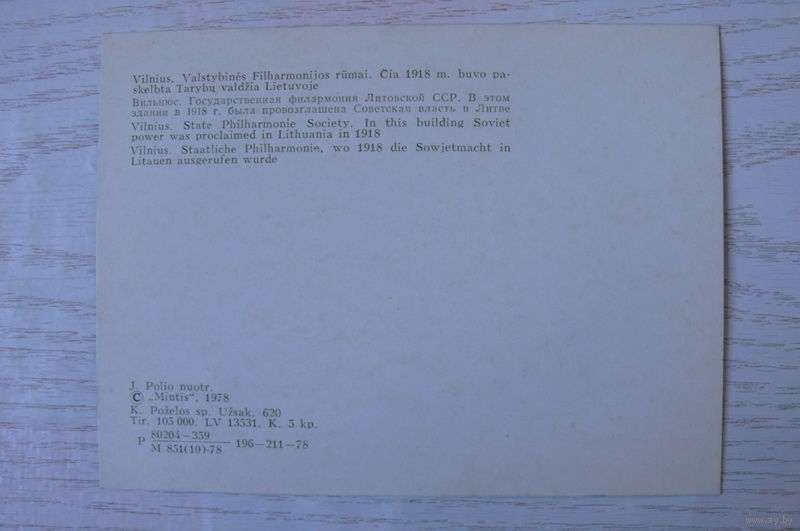 Vilnius. Valstybinės Filharmonijos rūmai. Čia 1918 m. buvo pa-
skelbta Tarybų valdžia Lietuvoje
Вильнюс. Государственная филармония Литовской ССР. В этом
здании в 1918 г. была провозглашена Советская власть в Литве
Vilnius. State Philharmonie Society. In this building Soviet
power was proclaimed in Lithuania in 1918
Vilnius. Staatliche Philharmonie, wo 1918 die Sowjetmacht in
Litauen ausgerufen wurde
J. Polio nuotr.
© „Mintis“, 1978
K. Poželos sp. Užsak. 620
Tir. 105 000. LV 13531. K. 5 kp.
P 80204—359 196—211—78
M 851(10)-78
www.ay.by